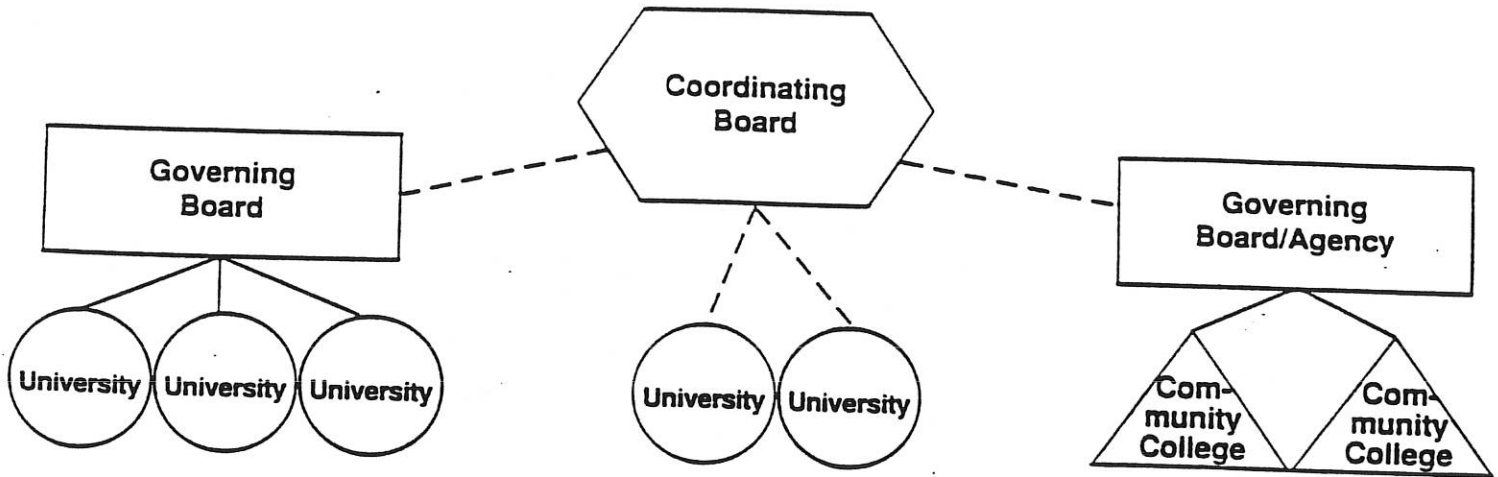 Coordinating
Board
Governing
Board
Governing
Board/Agency
University
University
University
University
University
Com-
munity
College
Com-
munity
College